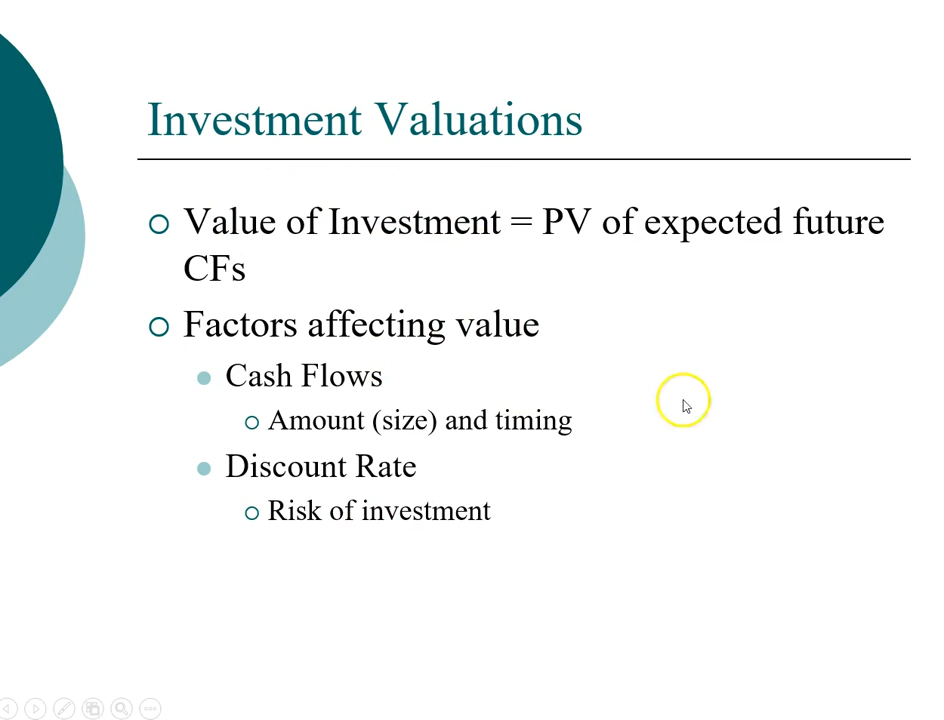 Investment Valuations
Value of Investment = PV of expected future
CFs
Factors affecting value
Cash Flows
Amount (size) and timing
Discount Rate
Risk of investment